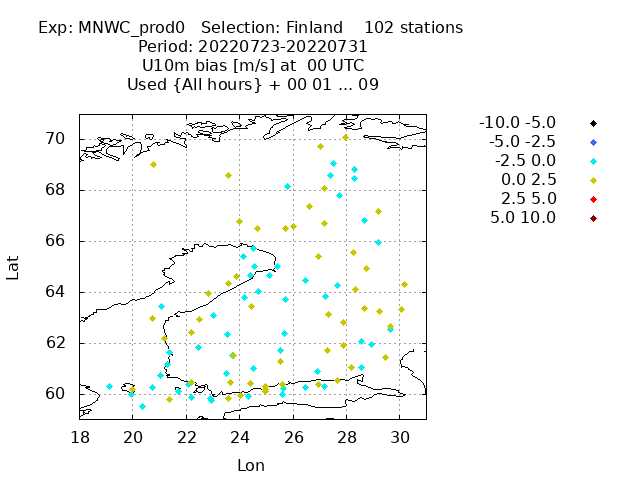 Exp: MNWC_prod0   Selection: Finland    102 stations
Period: 20220723-20220731
U10m bias [m/s] at  00 UTC
Used {All hours} + 00 01 ... 09
-10.0 -5.0
-5.0 -2.5
-2.5 0.0
0.0 2.5
2.5 5.0
5.0 10.0
70
68
66
64
62
60
Lat
18 20 22 24 26 28 30
Lon